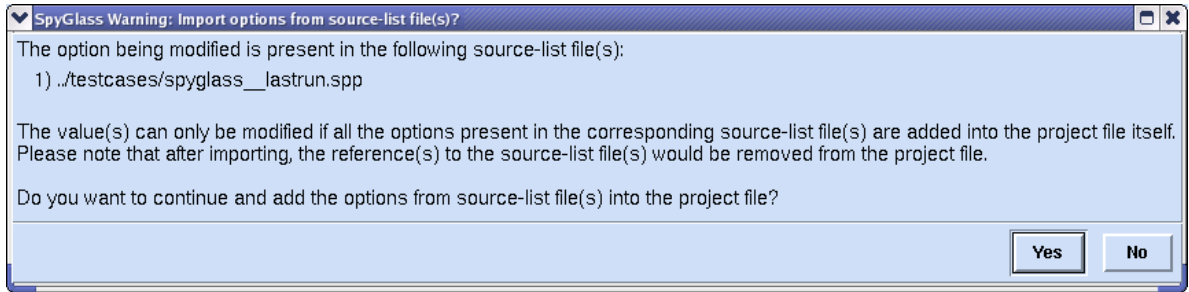 SpyGlass Warning: Import options from source-list file(s)?
The option being modified is present in the following source-list file(s):
1) ../testcases/spyglass__lastrun.spp
The value(s) can only be modified if all the options present in the corresponding source-list file(s) are added into the project file itself.
Please note that after importing, the reference(s) to the source-list file(s) would be removed from the project file.
Do you want to continue and add the options from source-list file(s) into the project file?
Yes No